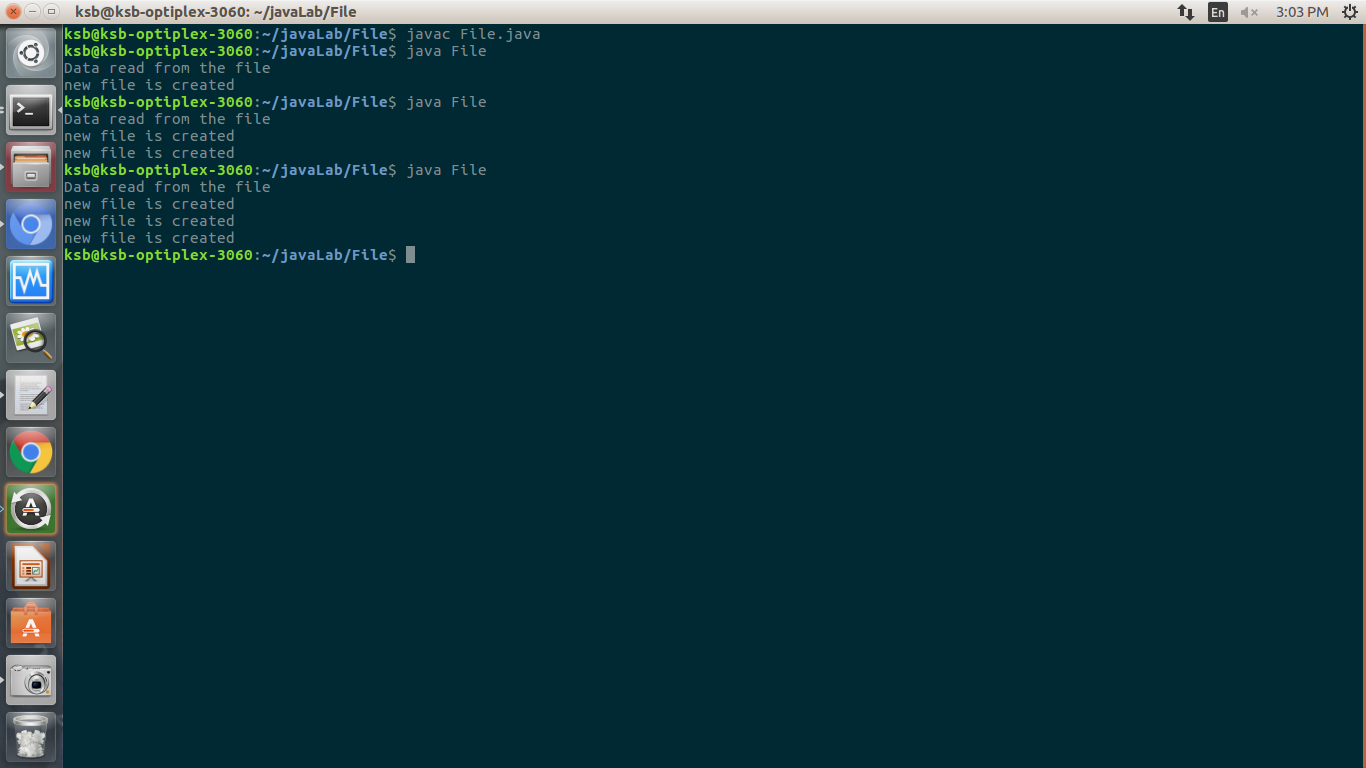 ksb@ksb-optiplex-3060: ~/javaLab/File
En
3:03 PM
ksb@ksb-optiplex-3060:~/javaLab/File$ javac File.java
ksb@ksb-optiplex-3060:~/javaLab/File$ java File
Data read from the file
new file is created
ksb@ksb-optiplex-3060:~/javaLab/File$ java File
Data read from the file
new file is created
new file is created
ksb@ksb-optiplex-3060:~/javaLab/File$ java File
Data read from the file
new file is created
new file is created
new file is created
ksb@ksb-optiplex-3060:~/javaLab/File$